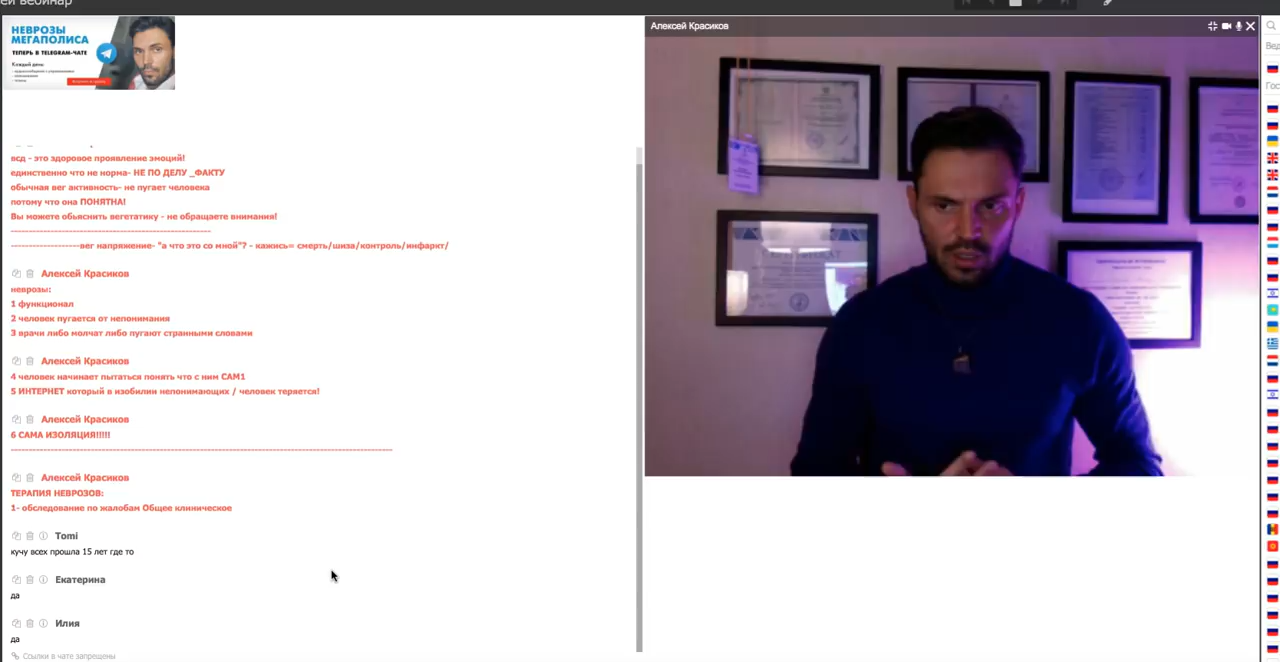 ей вебинар
НЕВРОЗЫ
МЕГАПОЛИСА
ТЕПЕРЬ В TELEGRAM-ЧАТЕ
Каждый день:
всд - это здоровое проявление эмоций!
единственно что не норма- НЕ ПО ДЕЛУ _ФАКТУ
обычная вег активность- не пугает человека
потому что она ПОНЯТНА!
Вы можете обьяснить вегетатику - не обращаете внимания!
-------------------вег напряжение- "а что это со мной"? - кажись= смерть/шиза/контроль/инфаркт/
Алексей Красиков
неврозы:
1 функционал
2 человек пугается от непонимания
3 врачи либо молчат либо пугают странными словами
Алексей Красиков
4 человек начинает пытаться понять что с ним САМ1
5 ИНТЕРНЕТ который в изобилии непонимающих / человек теряется!
Алексей Красиков
6 САМА ИЗОЛЯЦИЯ!!!!!
Алексей Красиков
ТЕРАПИЯ НЕВРОЗОВ:
1- обследование по жалобам Общее клиническое
Tomi
кучу всех прошла 15 лет где то
Екатерина
да
Илия
да
Ссылки в чате запрещены
Алексей Красиков
Вед
Гос